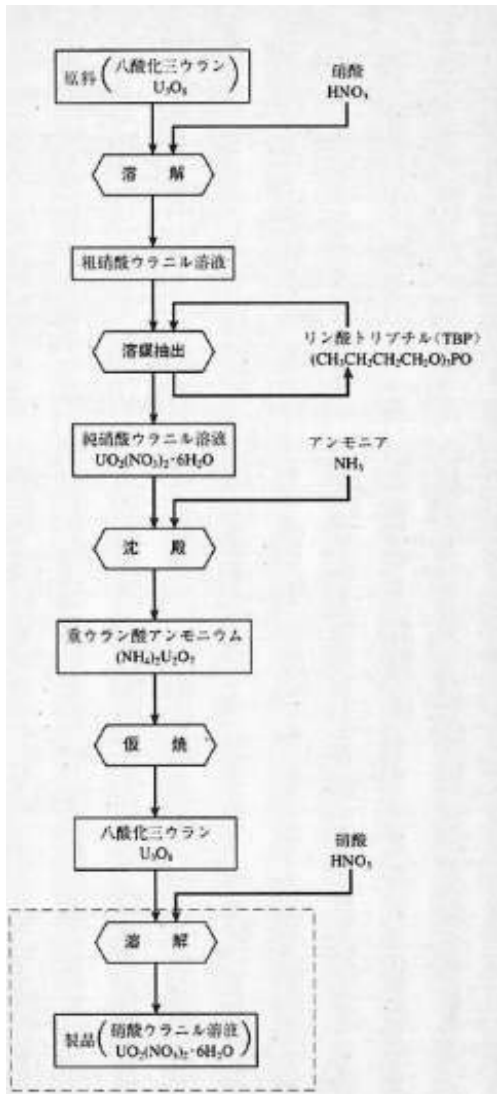 原料(八酸化三ウラン
U₃O₈)
硝酸
HNO₃
溶 解
粗硝酸ウラニル溶液
溶媒抽出
リン酸トリブチル(TBP)
(CH₃CH₂CH₂CH₂O)₃PO
純硝酸ウラニル溶液
UO₂(NO₃)₂·6H₂O
アンモニア
NH₃
沈 殿
重ウラン酸アンモニウム
(NH₄)₂U₂O₇
仮 焼
八酸化三ウラン
U₃O₈
硝酸
HNO₃
溶 解
製品(硝酸ウラニル溶液
UO₂(NO₃)₂·6H₂O)